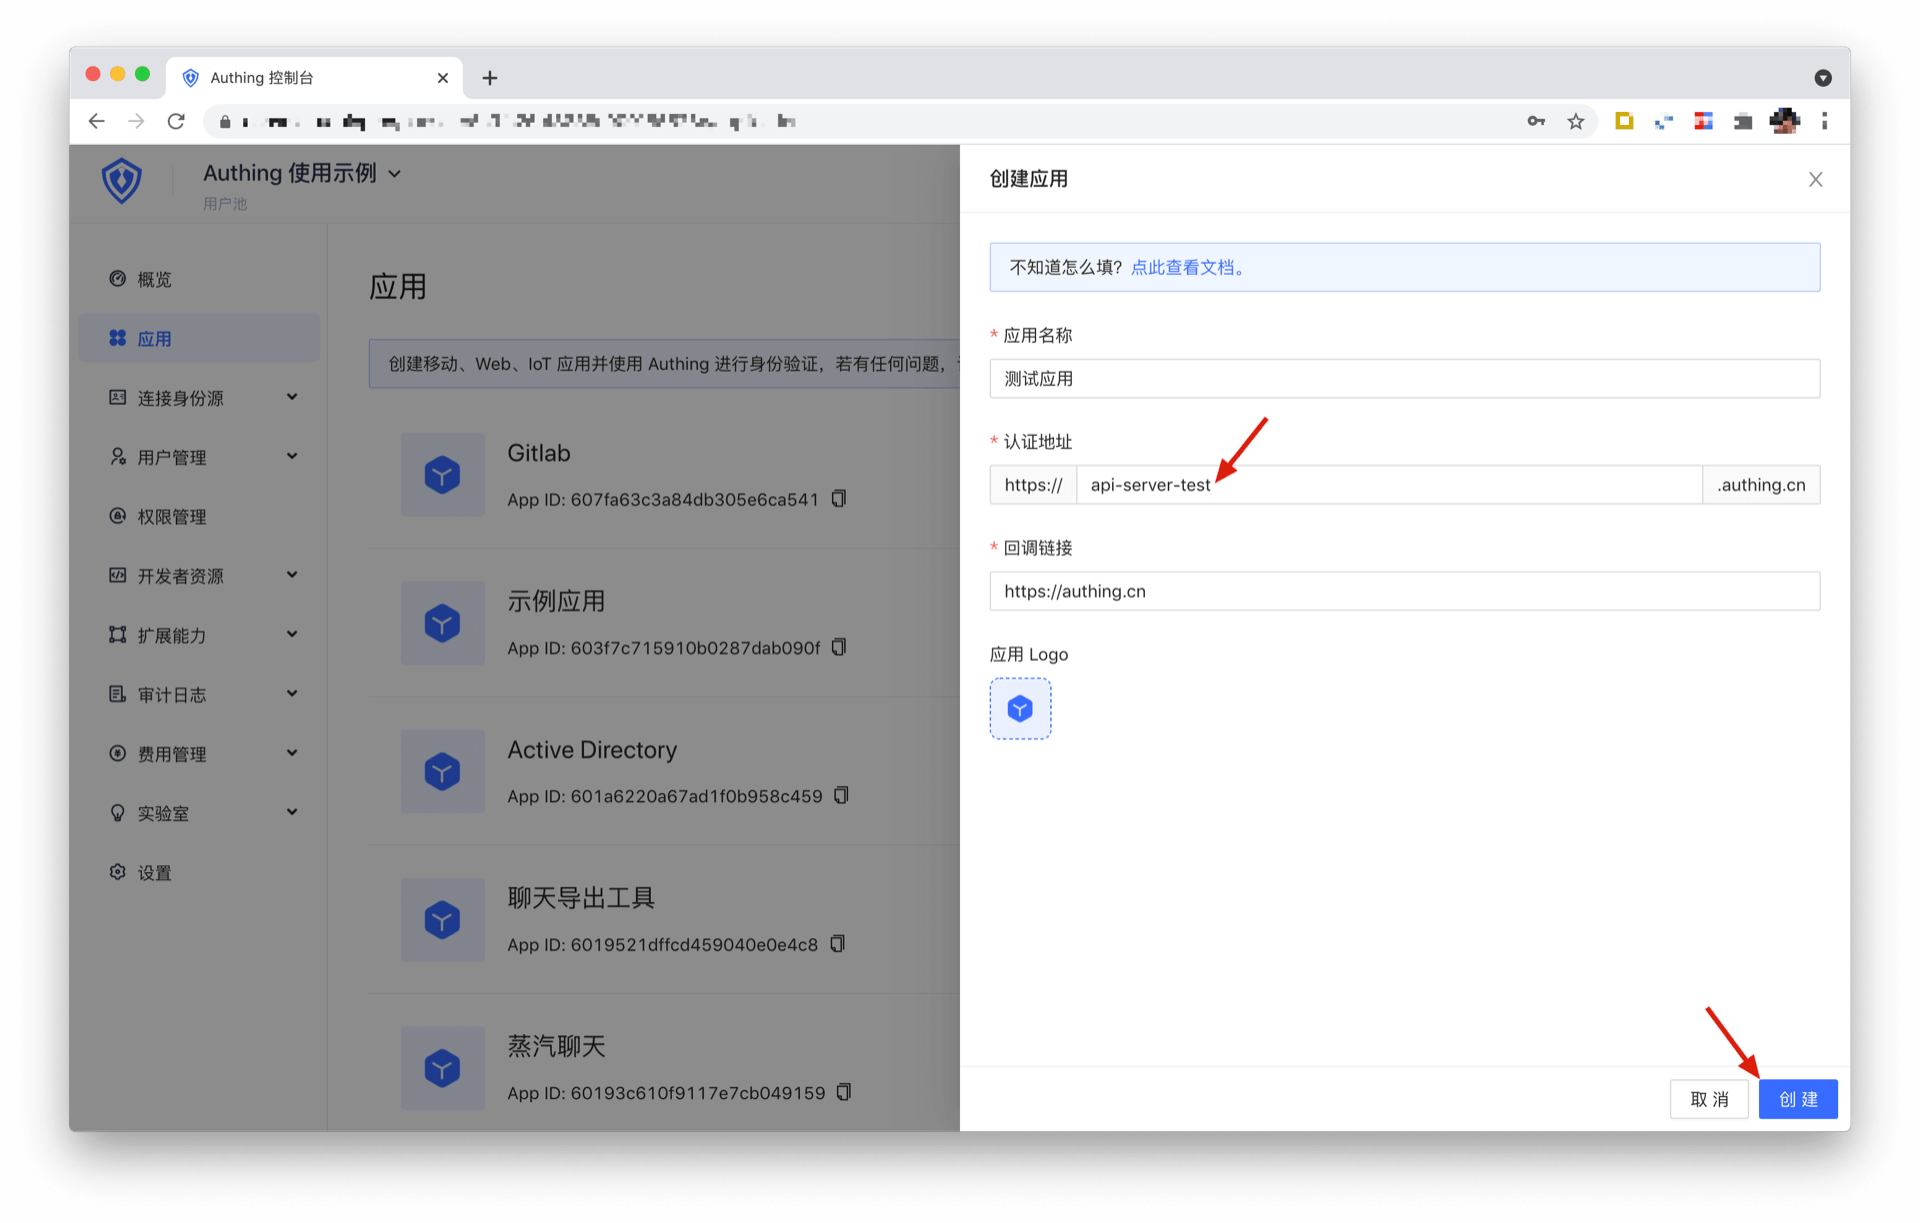 Authing 控制台
Authing 使用示例
用户池
概览
应用
连接身份源
用户管理
权限管理
开发者资源
扩展能力
审计日志
费用管理
实验室
设置
应用
创建移动、Web、IoT 应用并使用 Authing 进行身份验证，若有任何问题，
Gitlab
App ID: 607fa63c3a84db305e6ca541
示例应用
App ID: 603f7c715910b0287dab090f
Active Directory
App ID: 601a6220a67ad1f0b958c459
聊天导出工具
App ID: 6019521dffcd459040e0e4c8
蒸汽聊天
App ID: 60193c610f9117e7cb049159
创建应用
不知道怎么填？点此查看文档。
* 应用名称
测试应用
* 认证地址
https:// api-server-test .authing.cn
* 回调链接
https://authing.cn
应用 Logo
取 消
创 建